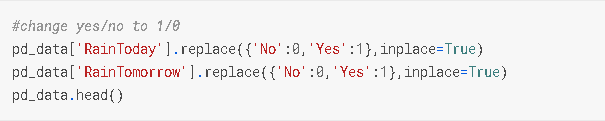 #change yes/no to 1/0
pd_data['RainToday'].replace({'No':0,'Yes':1},inplace=True)
pd_data['RainTomorrow'].replace({'No':0,'Yes':1},inplace=True)
pd_data.head()